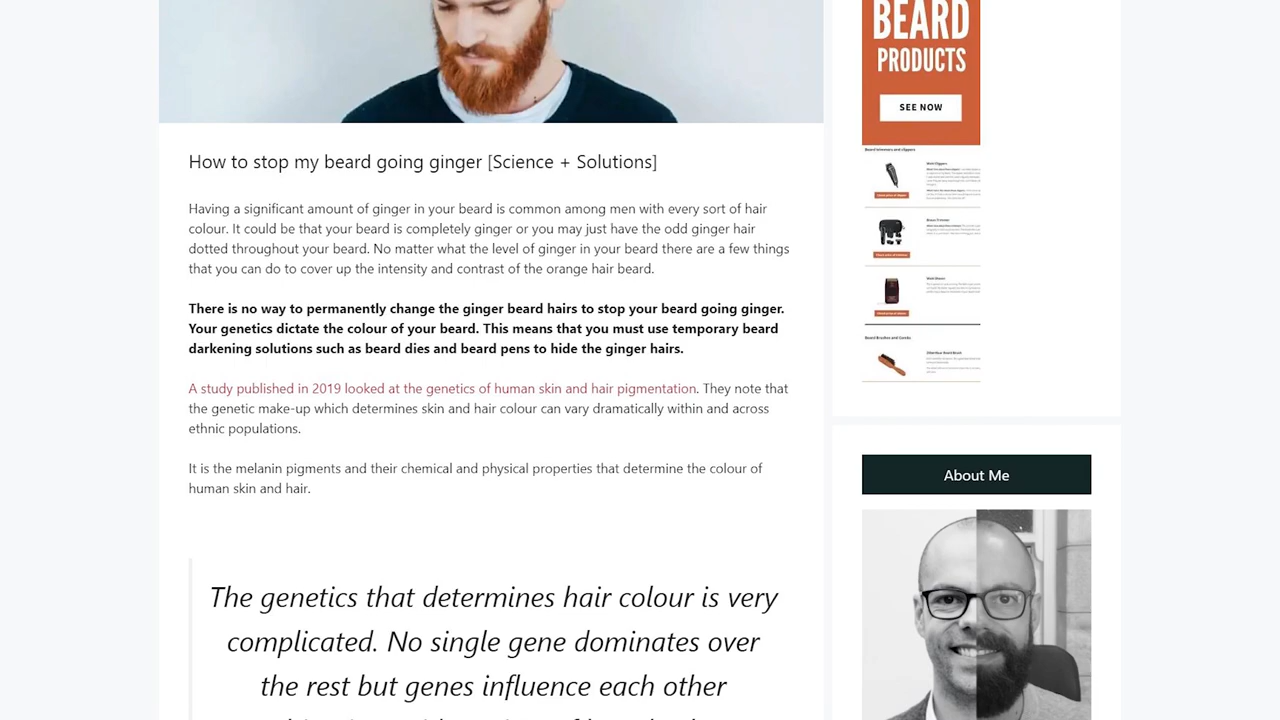 How to stop my beard going ginger [Science + Solutions]
Having a significant amount of ginger in your beard is common among men with every sort of hair
colour. It could be that your beard is completely ginger or you may just have the odd ginger hair
dotted throughout your beard. No matter what the level of ginger in your beard there are a few things
that you can do to cover up the intensity and contrast of the orange hair beard.
There is no way to permanently change the ginger beard hairs to stop your beard going ginger.
Your genetics dictate the colour of your beard. This means that you must use temporary beard
darkening solutions such as beard dies and beard pens to hide the ginger hairs.
A study published in 2019 looked at the genetics of human skin and hair pigmentation. They note that
the genetic make-up which determines skin and hair colour can vary dramatically within and across
ethnic populations.
It is the melanin pigments and their chemical and physical properties that determine the colour of
human skin and hair.
The genetics that determines hair colour is very
complicated. No single gene dominates over
the rest but genes influence each other
BEARD
PRODUCTS
SEE NOW
Beard trimmers and clippers
Beard Brushes and Combs
About Me